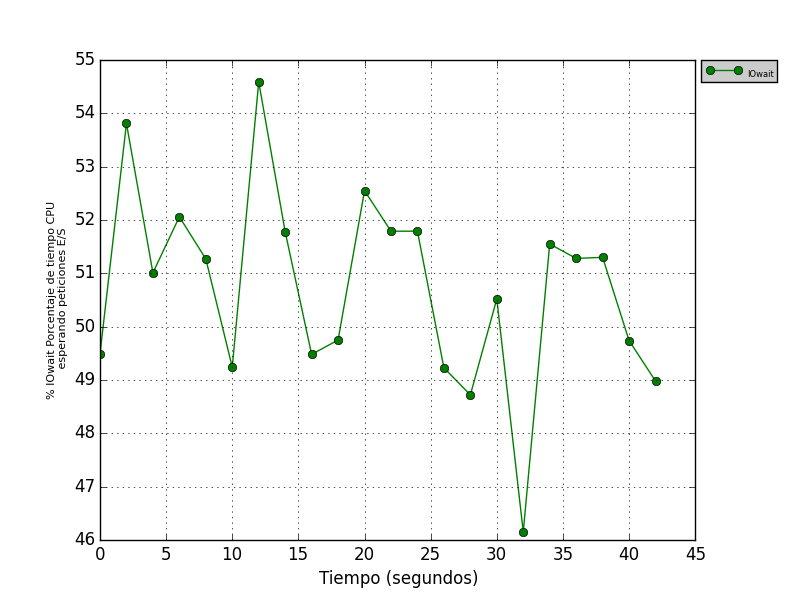 55
54
53
52
51
50
49
48
47
46
0 5 10 15 20 25 30 35 40 45
% IOwait Porcentaje de tiempo CPU
esperando peticiones E/S
Tiempo (segundos)
IOwait